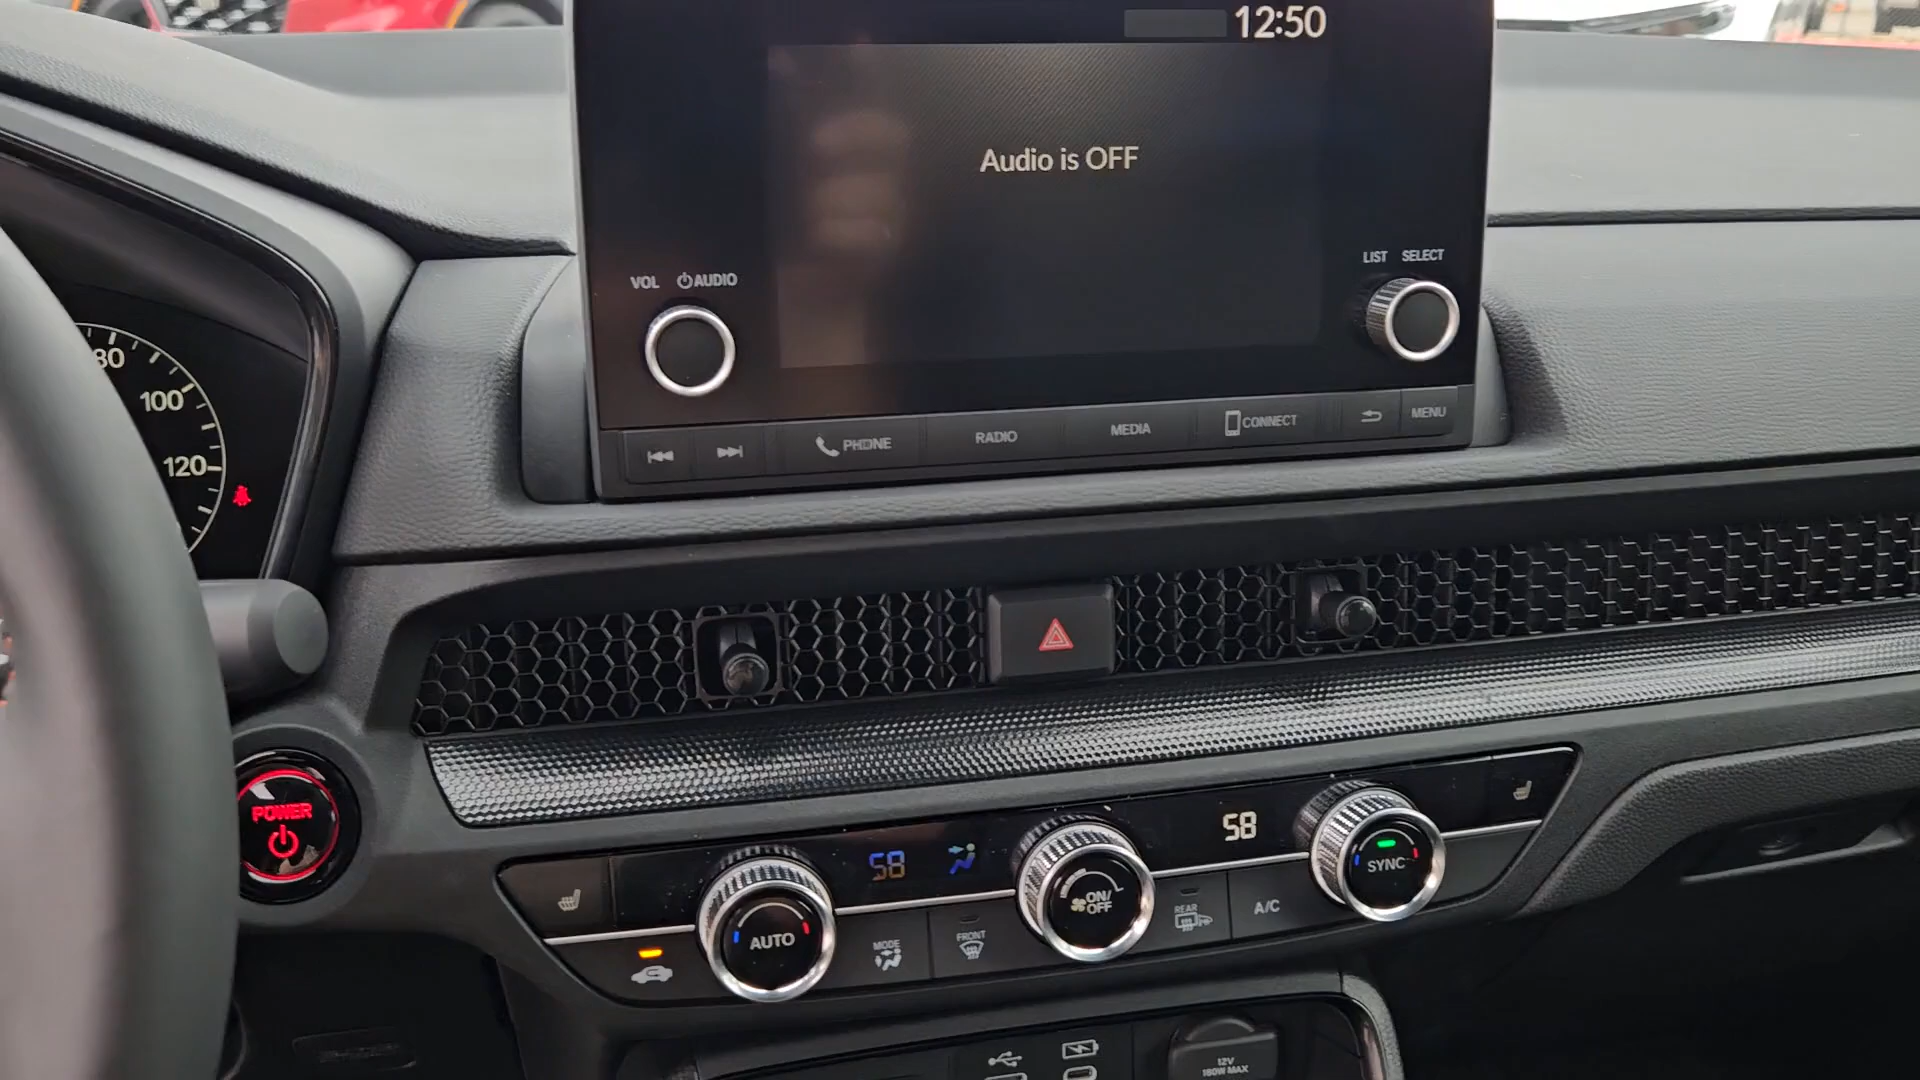 12:50
Audio is OFF
VOL AUDIO
LIST SELECT
80
100
120
PHONE
RADIO
MEDIA
CONNECT
MENU
POWER
58
58
AUTO
MODE
FRONT
ON/
OFF
REAR
A/C
SYNC
12V
180W MAX